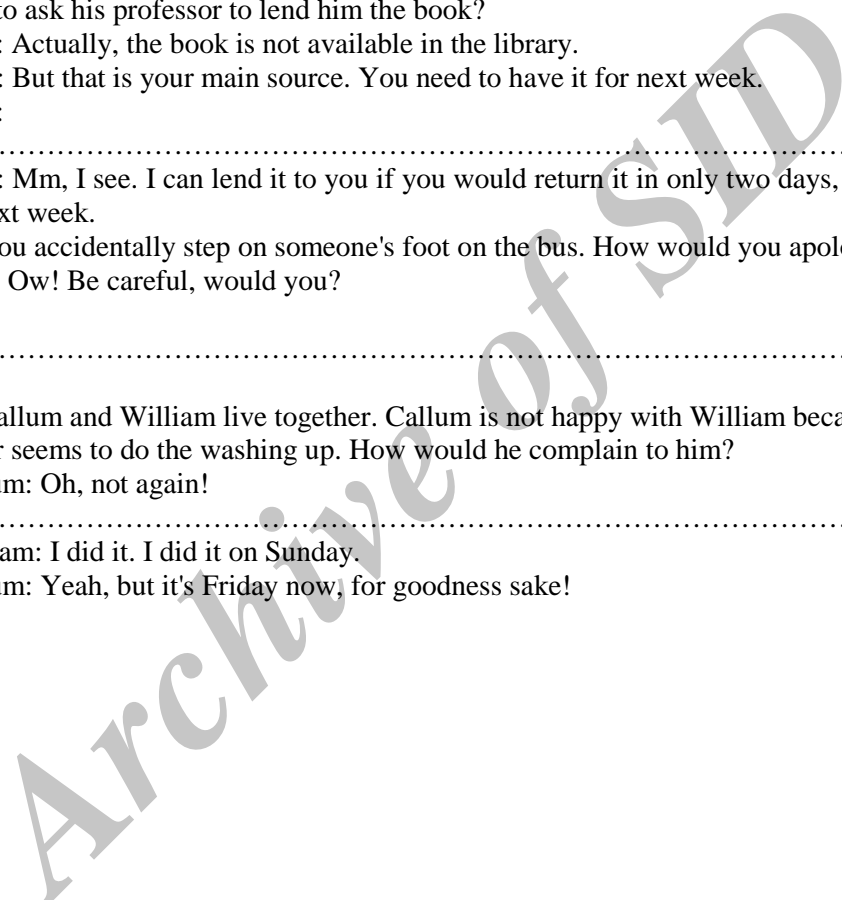 to ask his professor to lend him the book?
: Actually, the book is not available in the library.
: But that is your main source. You need to have it for next week.
:
………………………………………………………………………………
: Mm, I see. I can lend it to you if you would return it in only two days,
xt week.
ou accidentally step on someone's foot on the bus. How would you apol
Ow! Be careful, would you?
………………………………………………………………………………
allum and William live together. Callum is not happy with William beca
r seems to do the washing up. How would he complain to him?
um: Oh, not again!
………………………………………………………………………………
am: I did it. I did it on Sunday.
um: Yeah, but it's Friday now, for goodness sake!
Archive of SID